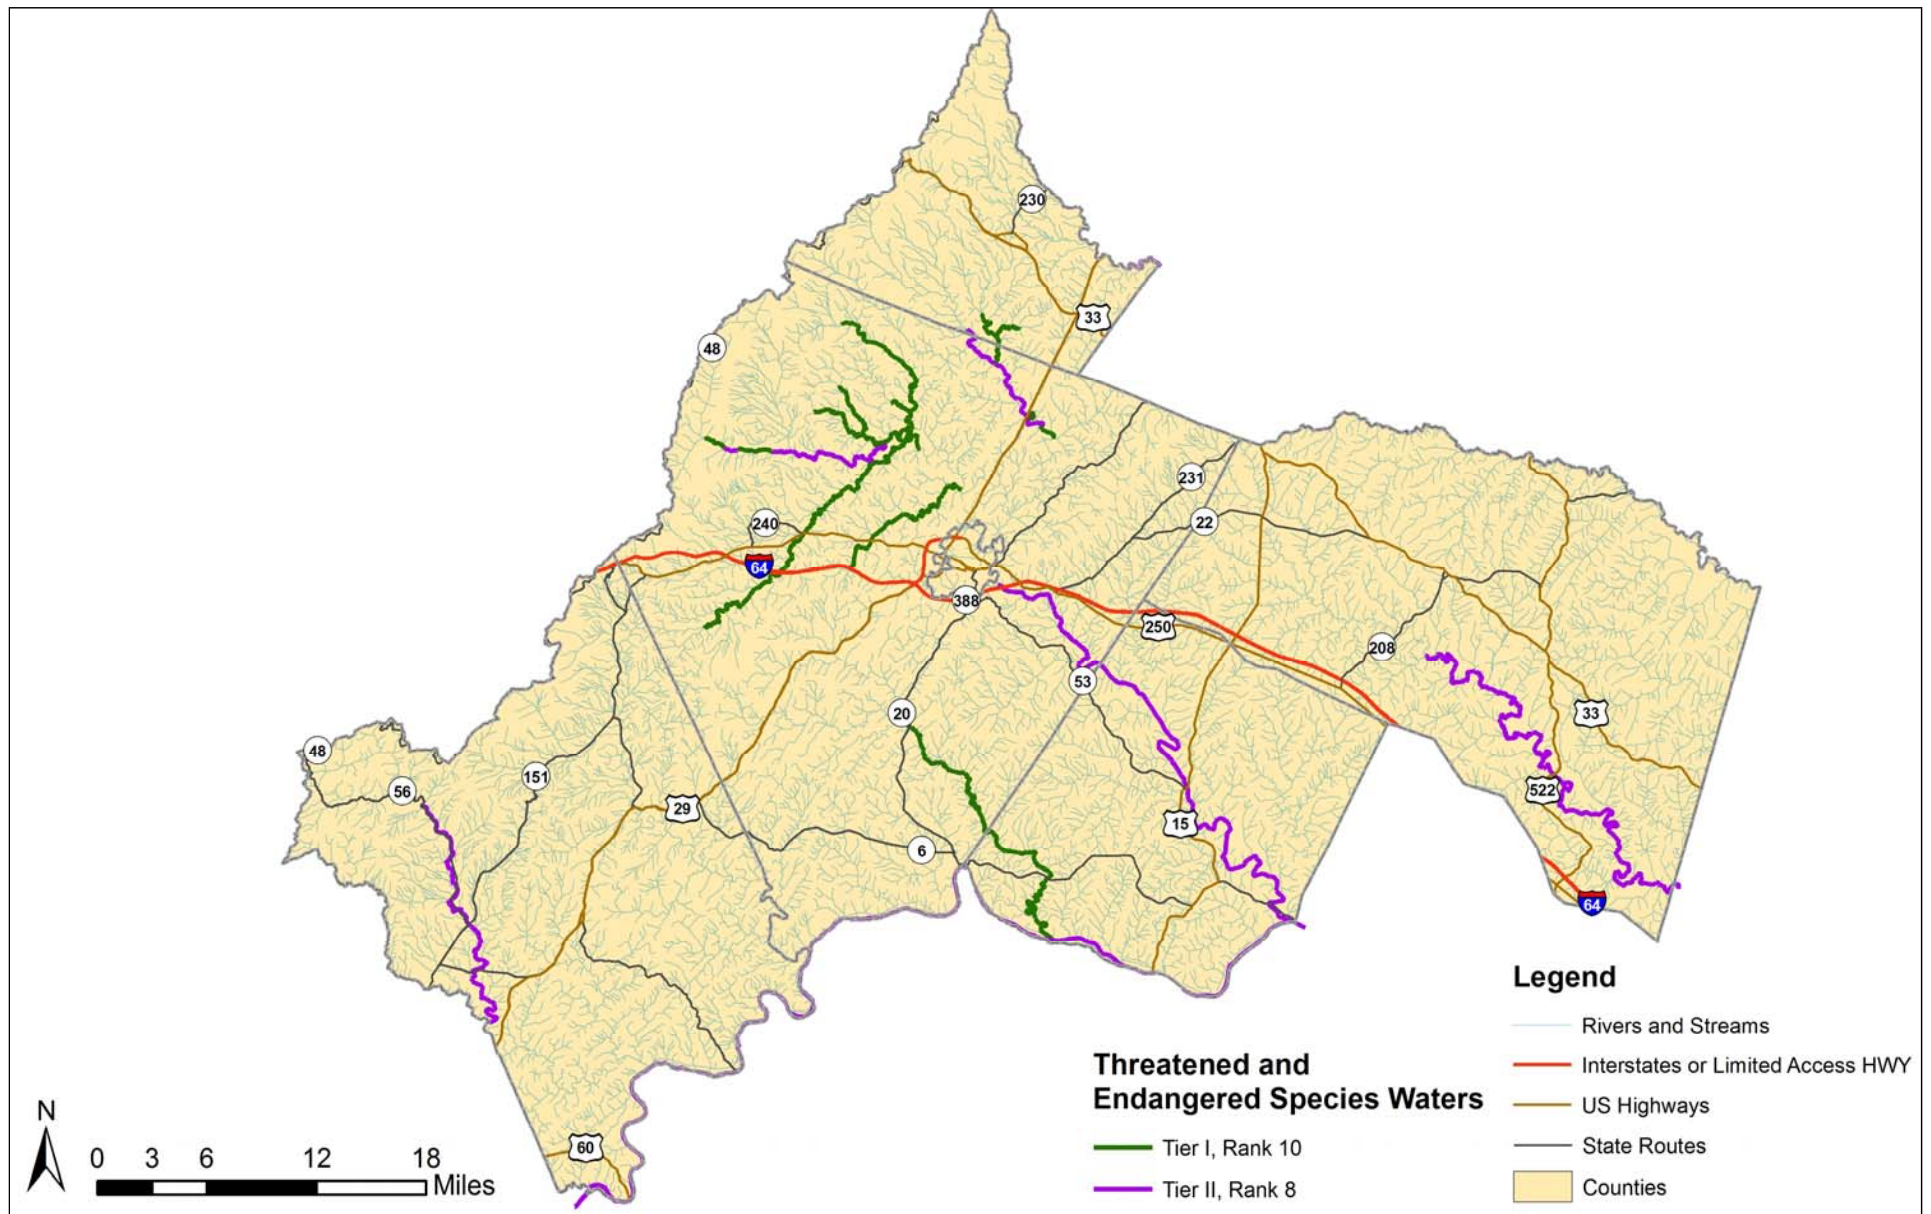 230
33
48
231
22
240
64
388
250
208
53
20
33
48
56
151
29
522
15
6
64
60
N
0 3 6 12 18
Miles
Threatened and
Endangered Species Waters
Tier I, Rank 10
Tier II, Rank 8
Legend
Rivers and Streams
Interstates or Limited Access HWY
US Highways
State Routes
Counties